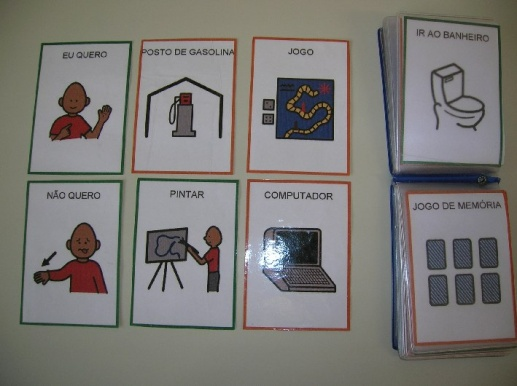 EU QUERO
POSTO DE GASOLINA
JOGO
IR AO BANHEIRO
NÃO QUERO
PINTAR
COMPUTADOR
JOGO DE MEMÓRIA